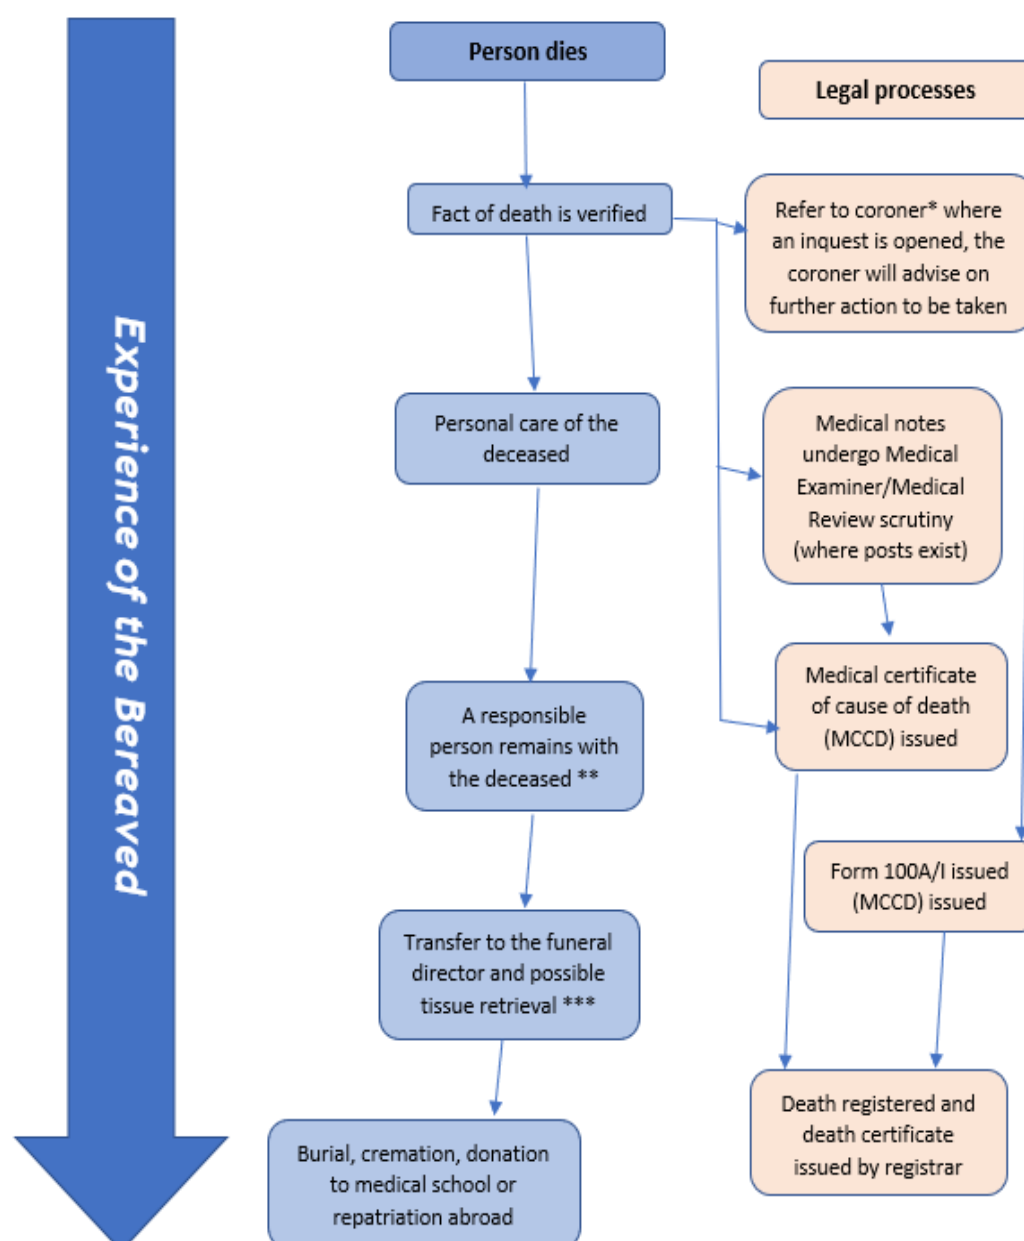 Experience of the Bereaved
Person dies
Fact of death is verified
Personal care of the
deceased
A responsible
person remains with
the deceased **
Transfer to the funeral
director and possible
tissue retrieval ***
Burial, cremation, donation
to medical school or
repatriation abroad
Legal processes
Refer to coroner* where
an inquest is opened, the
coroner will advise on
further action to be taken
Medical notes
undergo Medical
Examiner/Medical
Review scrutiny
(where posts exist)
Medical certificate
of cause of death
(MCCD) issued
Form 100A/I issued
(MCCD) issued
Death registered and
death certificate
issued by registrar